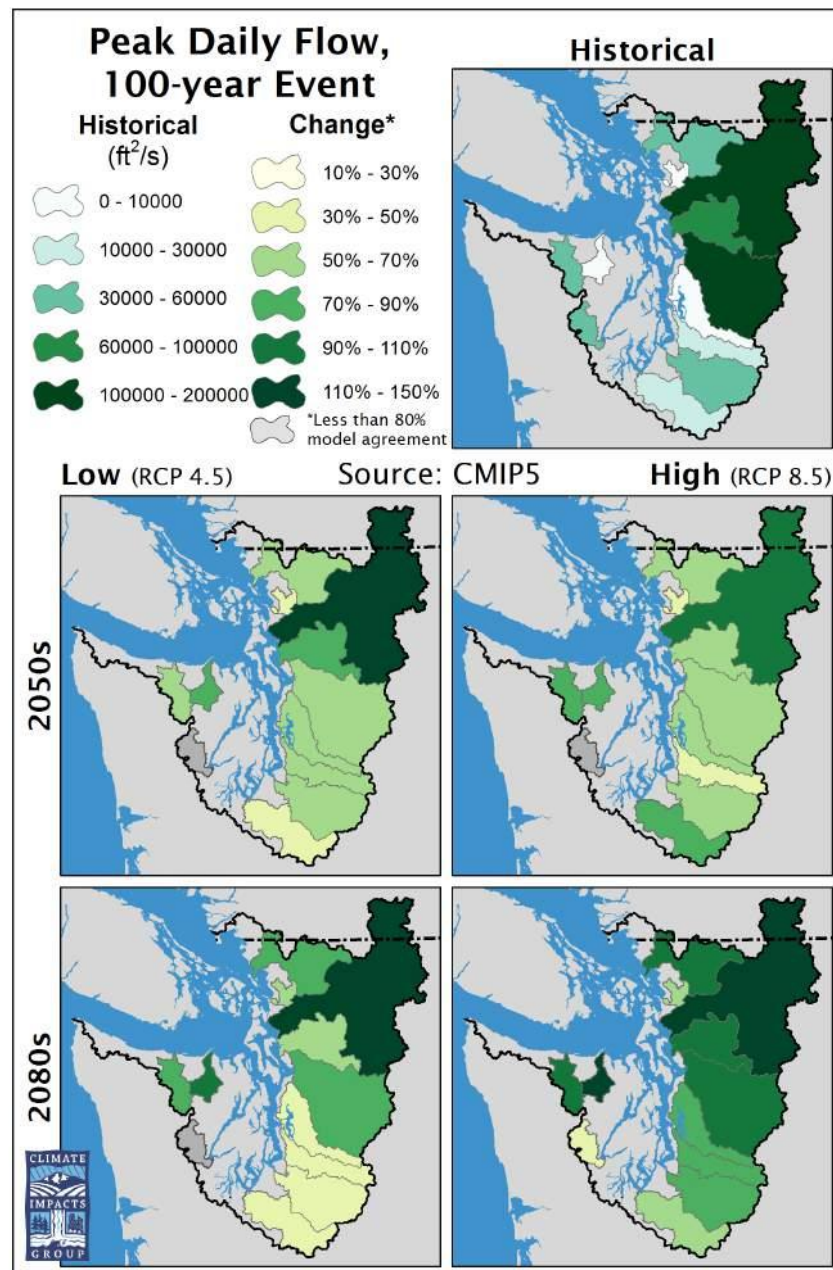 Peak Daily Flow,
100-year Event
Historical
(ft²/s)
0 - 10000
10000 - 30000
30000 - 60000
60000 - 100000
100000 - 200000
Change*
10% - 30%
30% - 50%
50% - 70%
70% - 90%
90% - 110%
110% - 150%
*Less than 80%
model agreement
Historical
Low (RCP 4.5) Source: CMIP5 High (RCP 8.5)
2050s
2080s
CLIMATE
IMPACTS
GROUP